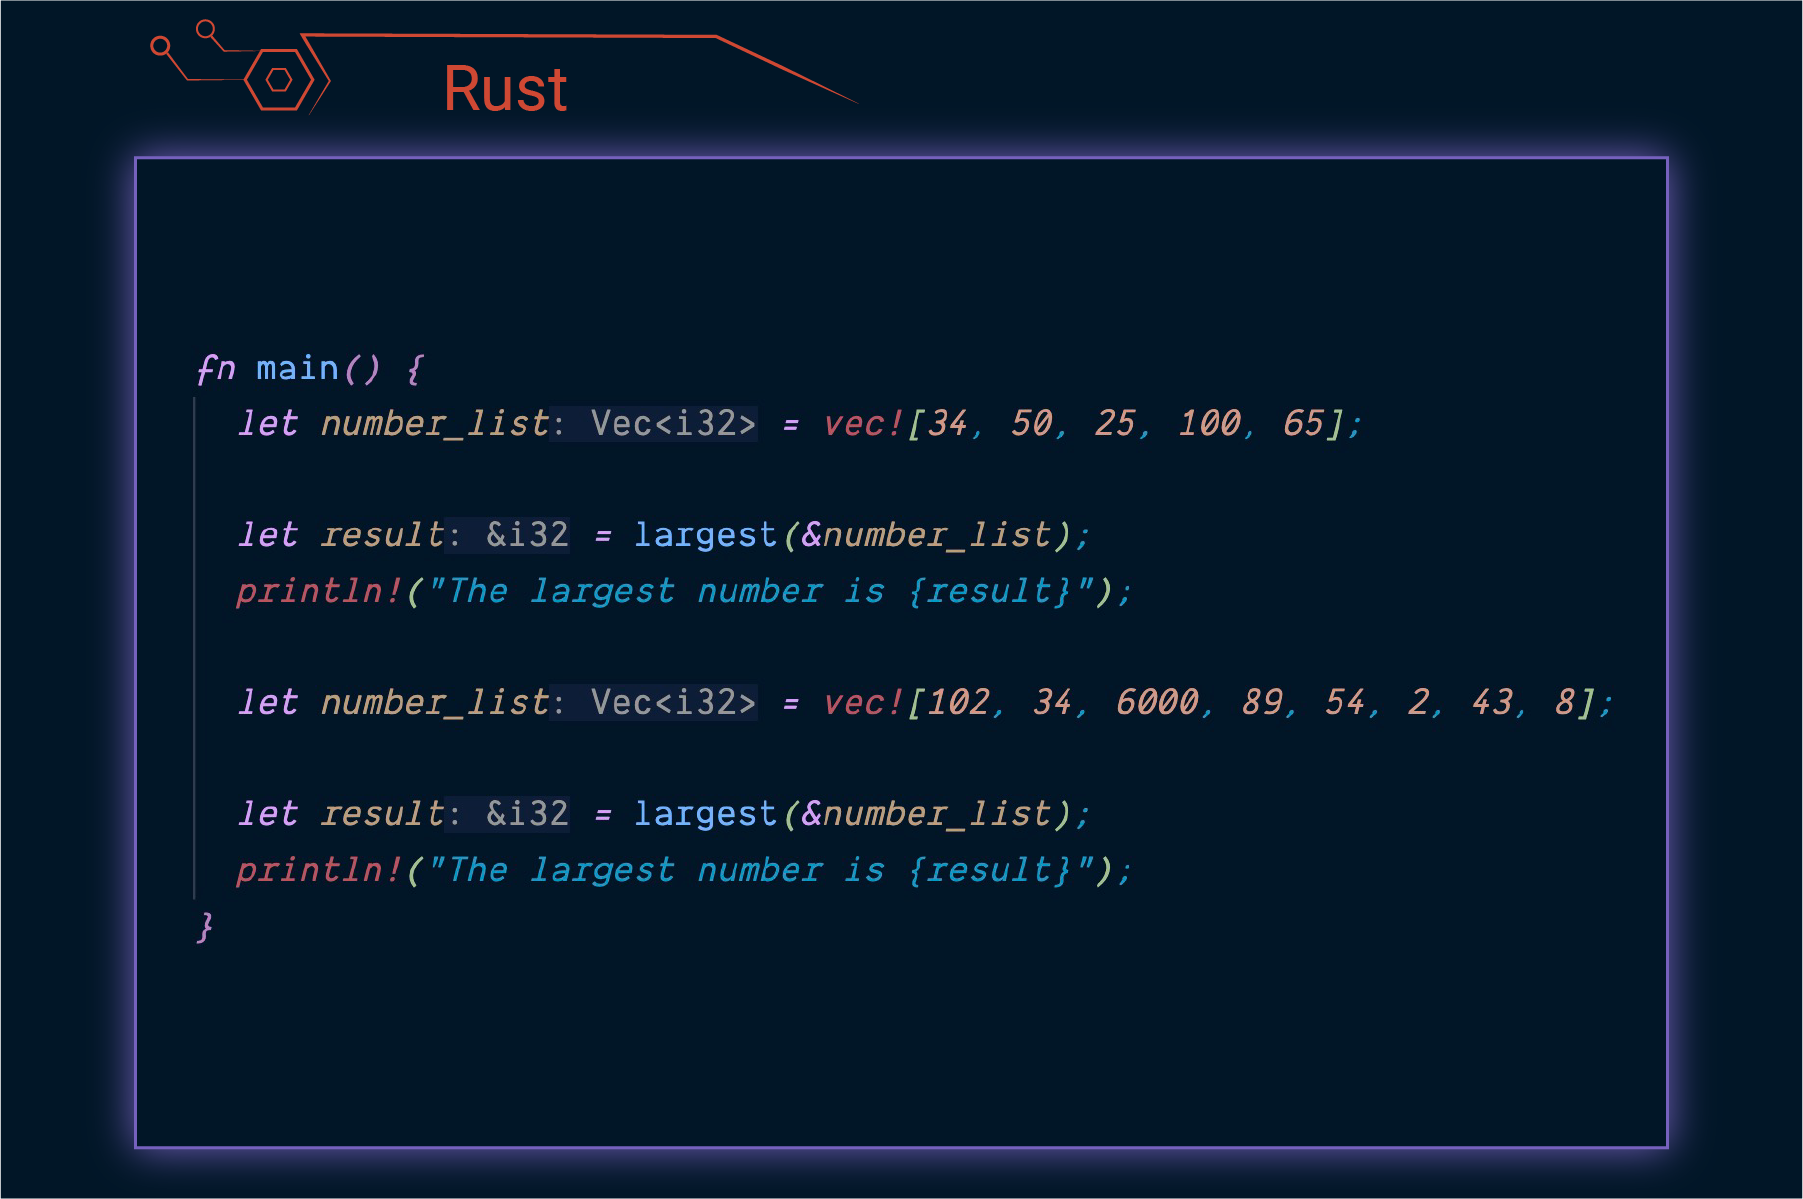 Rust
fn main() {
let number_list: Vec<i32> = vec![34, 50, 25, 100, 65];
let result: &i32 = largest(&number_list);
println!("The largest number is {result}");
let number_list: Vec<i32> = vec![102, 34, 6000, 89, 54, 2, 43, 8];
let result: &i32 = largest(&number_list);
println!("The largest number is {result}");
}